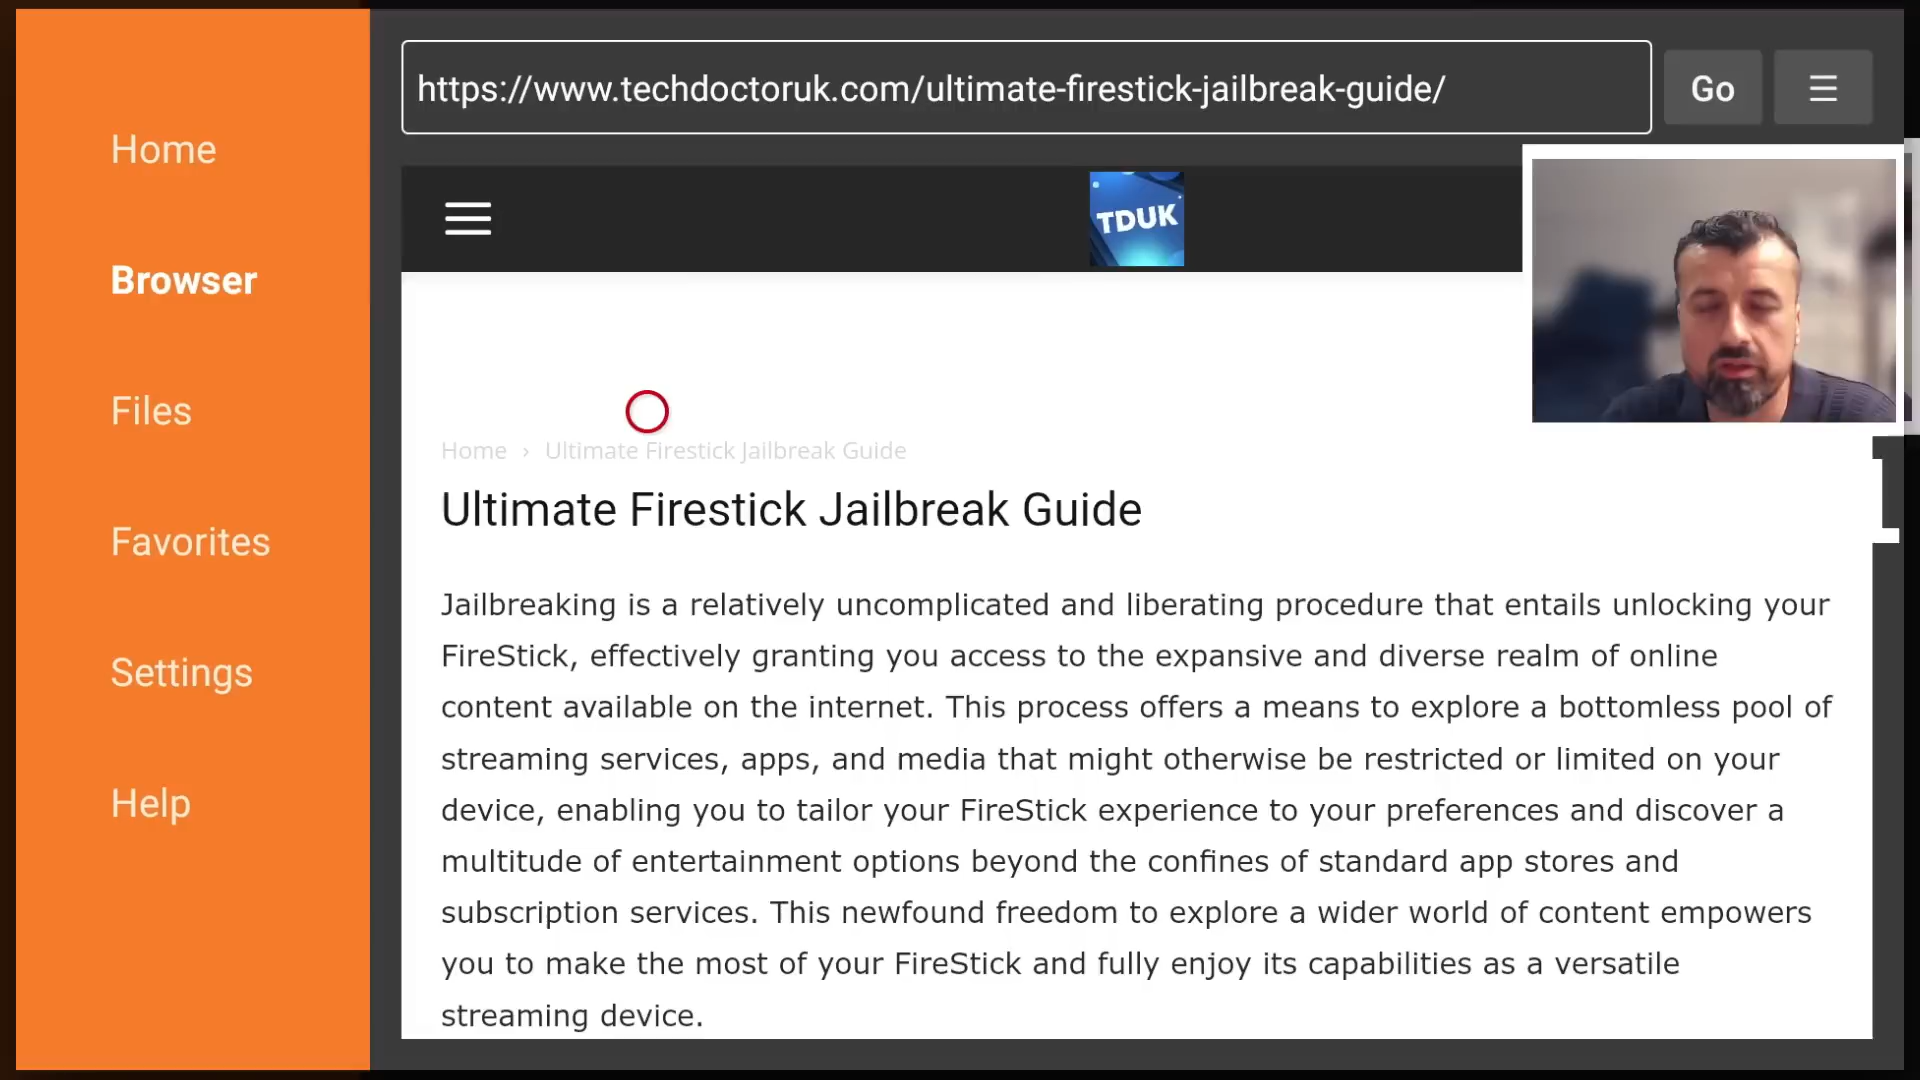 Home
Browser
Files
Favorites
Settings
Help
https://www.techdoctoruk.com/ultimate-firestick-jailbreak-guide/
Go
TDUK
Home › Ultimate Firestick Jailbreak Guide
Ultimate Firestick Jailbreak Guide
Jailbreaking is a relatively uncomplicated and liberating procedure that entails unlocking your
FireStick, effectively granting you access to the expansive and diverse realm of online
content available on the internet. This process offers a means to explore a bottomless pool of
streaming services, apps, and media that might otherwise be restricted or limited on your
device, enabling you to tailor your FireStick experience to your preferences and discover a
multitude of entertainment options beyond the confines of standard app stores and
subscription services. This newfound freedom to explore a wider world of content empowers
you to make the most of your FireStick and fully enjoy its capabilities as a versatile
streaming device.